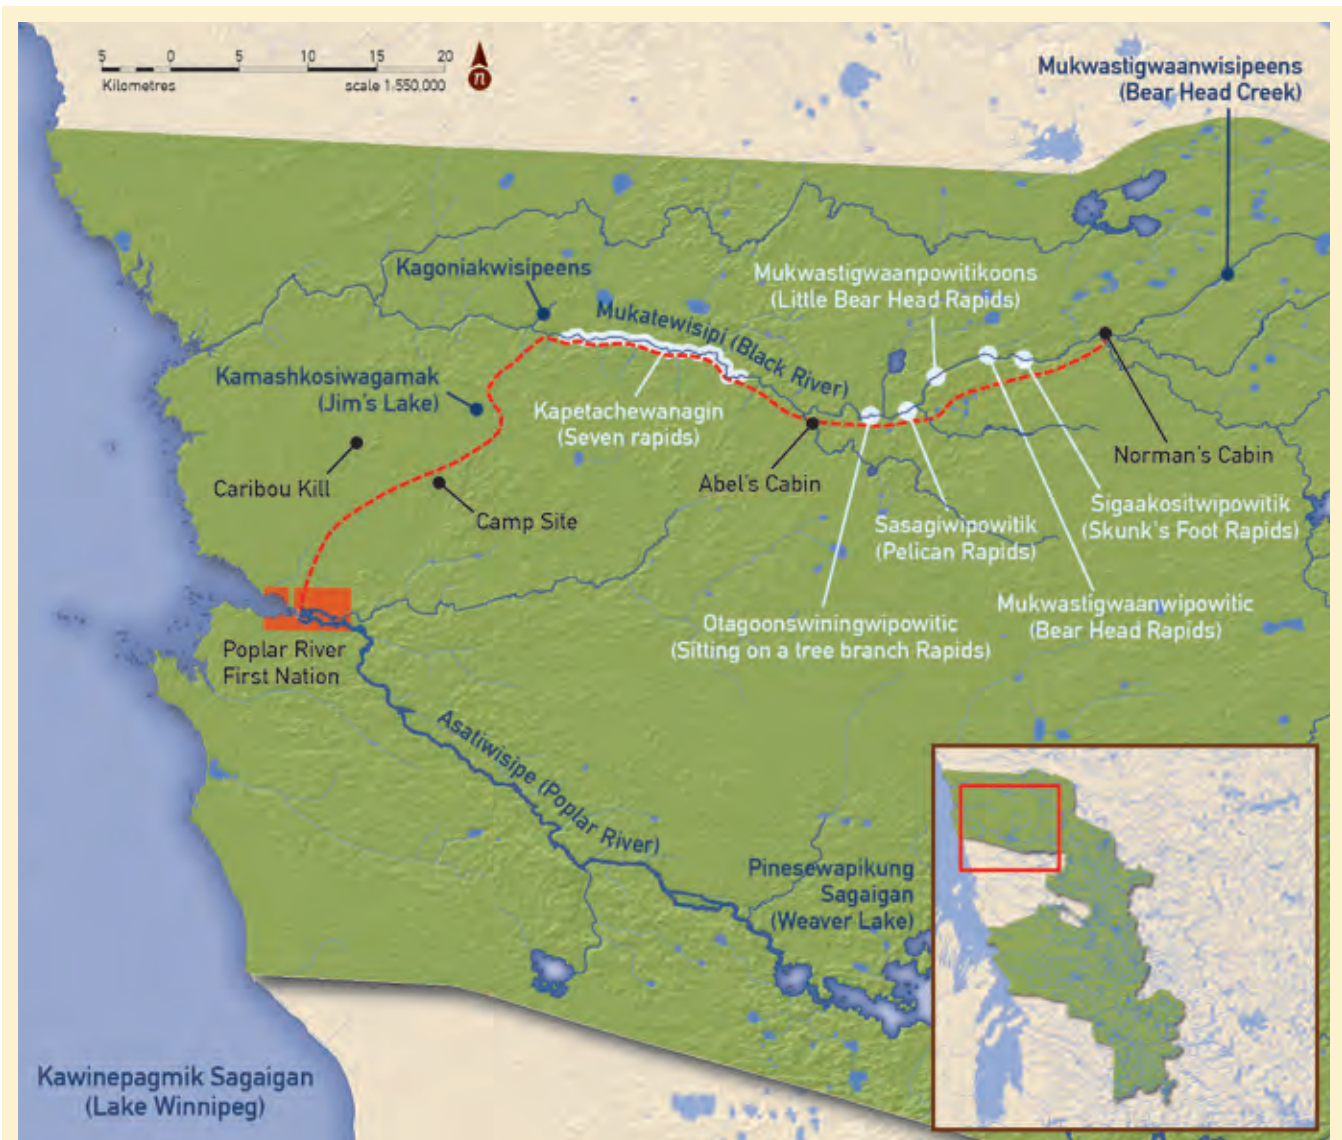 5 0 5 10 15 20
Kilometres scale 1:550,000
n
Mukwastigwaanwisipeens
(Bear Head Creek)
Kagoniakwisipeens
Mukwastigwaanpowitikoons
(Little Bear Head Rapids)
Mukatewisipi (Black River)
Kamashkosiwagamak
(Jim's Lake)
Kapetachewanagin
(Seven rapids)
Caribou Kill
Camp Site
Abel's Cabin
Norman's Cabin
Sigaakositwipowitik
(Skunk's Foot Rapids)
Sasagiwipowitik
(Pelican Rapids)
Mukwastigwaanwipowitic
(Bear Head Rapids)
Otagoonswiningwipowitic
(Sitting on a tree branch Rapids)
Poplar River
First Nation
Asatiwisipe (Poplar River)
Pinesewapikung
Sagaigan
(Weaver Lake)
Kawinepagmik Sagaigan
(Lake Winnipeg)